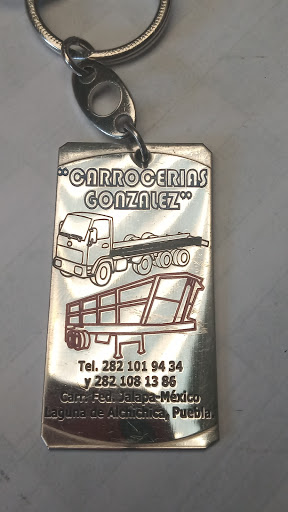 "CARROCERIAS
GONZALEZ"
Tel. 282 101 94 34
y 282 108 13 86
Carr. Fed. Jalapa-México
Laguna de Alchichica, Puebla